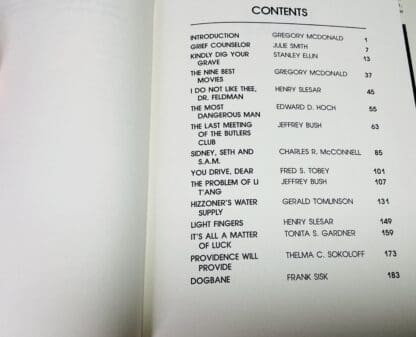 CONTENTS
INTRODUCTION GREGORY MCDONALD 1
GRIEF COUNSELOR JULIE SMITH 7
KINDLY DIG YOUR STANLEY ELLIN 13
GRAVE
THE NINE BEST GREGORY MCDONALD 37
MOVIES
I DO NOT LIKE THEE, HENRY SLESAR 45
DR. FELDMAN
THE MOST EDWARD D. HOCH 55
DANGEROUS MAN
THE LAST MEETING JEFFREY BUSH 63
OF THE BUTLERS
CLUB
SIDNEY, SETH AND CHARLES R. McCONNELL 85
S.A.M.
YOU DRIVE, DEAR FRED S. TOBEY 101
THE PROBLEM OF LI JEFFREY BUSH 107
T'ANG
HIZZONER'S WATER GERALD TOMLINSON 131
SUPPLY
LIGHT FINGERS HENRY SLESAR 149
IT'S ALL A MATTER TONITA S. GARDNER 159
OF LUCK
PROVIDENCE WILL THELMA C. SOKOLOFF 173
PROVIDE
DOGBANE FRANK SISK 183